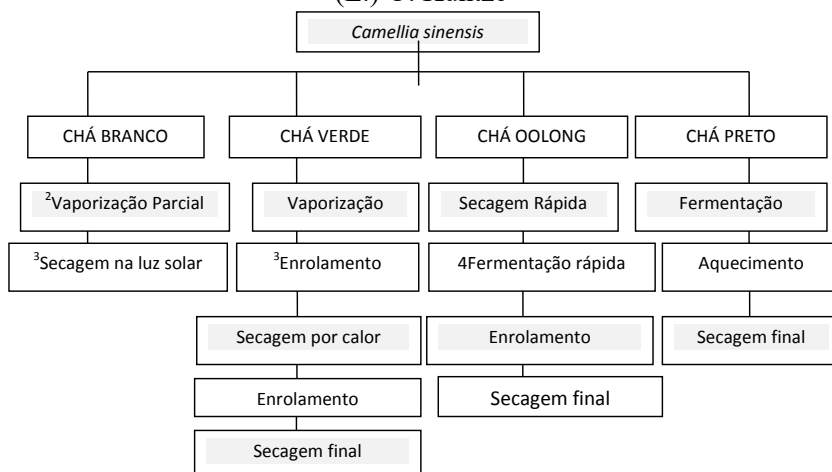 Camellia sinensis
CHÁ BRANCO
CHÁ VERDE
CHÁ OOLONG
CHÁ PRETO
²Vaporização Parcial
Vaporização
Secagem Rápida
Fermentação
³Secagem na luz solar
³Enrolamento
4Fermentação rápida
Aquecimento
Secagem por calor
Enrolamento
Secagem final
Enrolamento
Secagem final
Secagem final